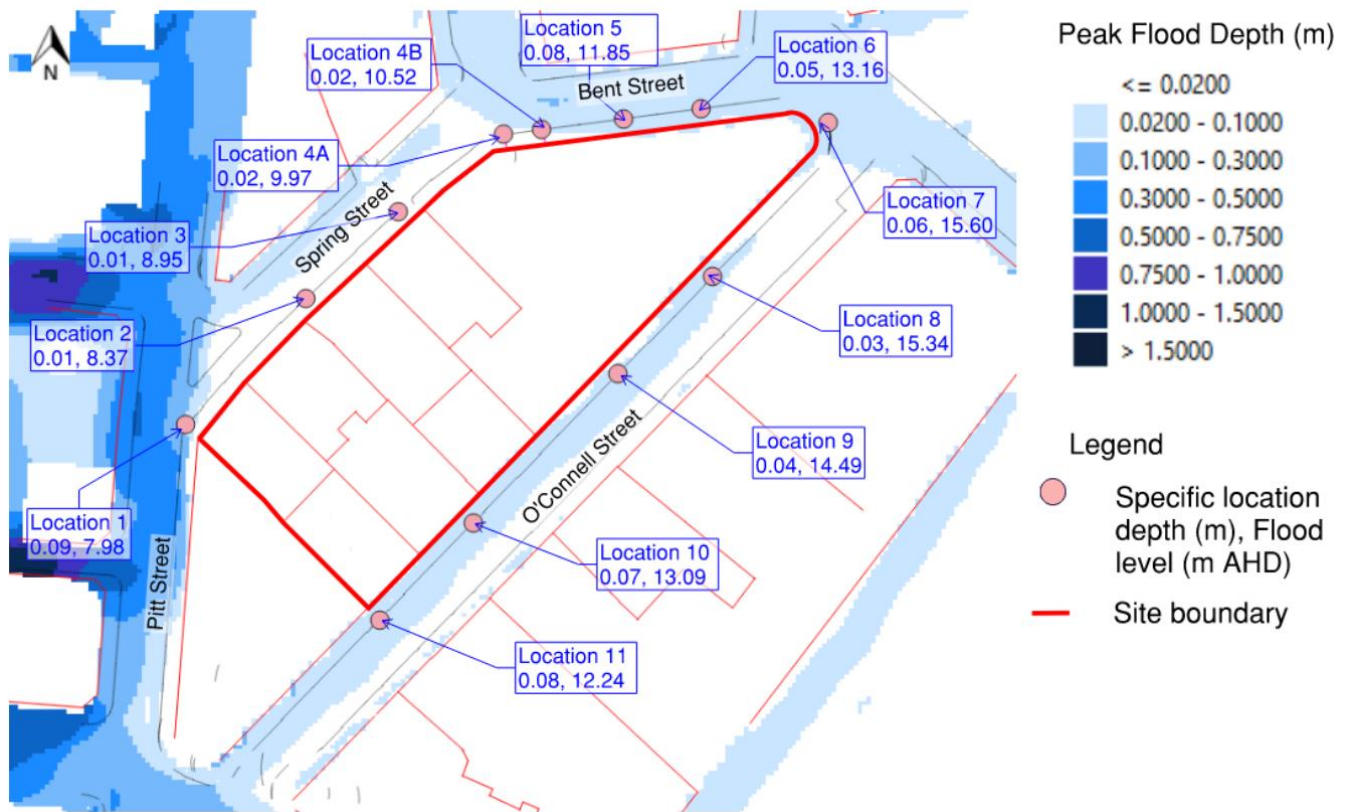 N
Location 4B
0.02, 10.52
Location 5
0.08, 11.85
Bent Street
Location 6
0.05, 13.16
Location 4A
0.02, 9.97
Location 3
0.01, 8.95
Spring Street
Location 7
0.06, 15.60
Location 2
0.01, 8.37
Location 8
0.03, 15.34
Location 9
0.04, 14.49
O'Connell Street
Location 1
0.09, 7.98
Pitt Street
Location 10
0.07, 13.09
Location 11
0.08, 12.24
Peak Flood Depth (m)
<= 0.0200
0.0200 - 0.1000
0.1000 - 0.3000
0.3000 - 0.5000
0.5000 - 0.7500
0.7500 - 1.0000
1.0000 - 1.5000
> 1.5000
Legend
Specific location
depth (m), Flood
level (m AHD)
Site boundary